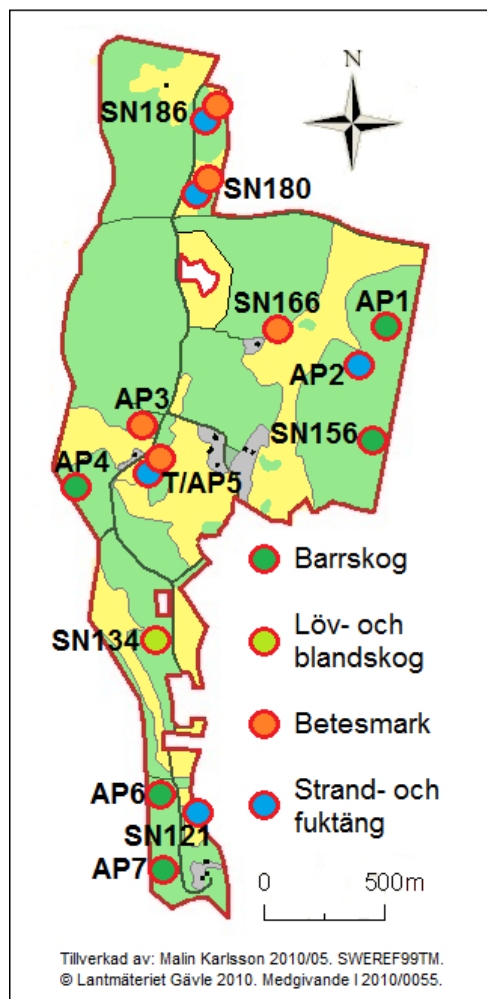 N
SN186
SN180
SN166
AP1
AP2
AP3
SN156
AP4
T/AP5
Barrskog
Löv- och
blandskog
SN134
Betesmark
AP6
Strand- och
fuktäng
SN121
AP7
0 500m
Tillverkad av: Malin Karlsson 2010/05. SWEREF99TM.
© Lantmäteriet Gävle 2010. Medgivande I 2010/0055.